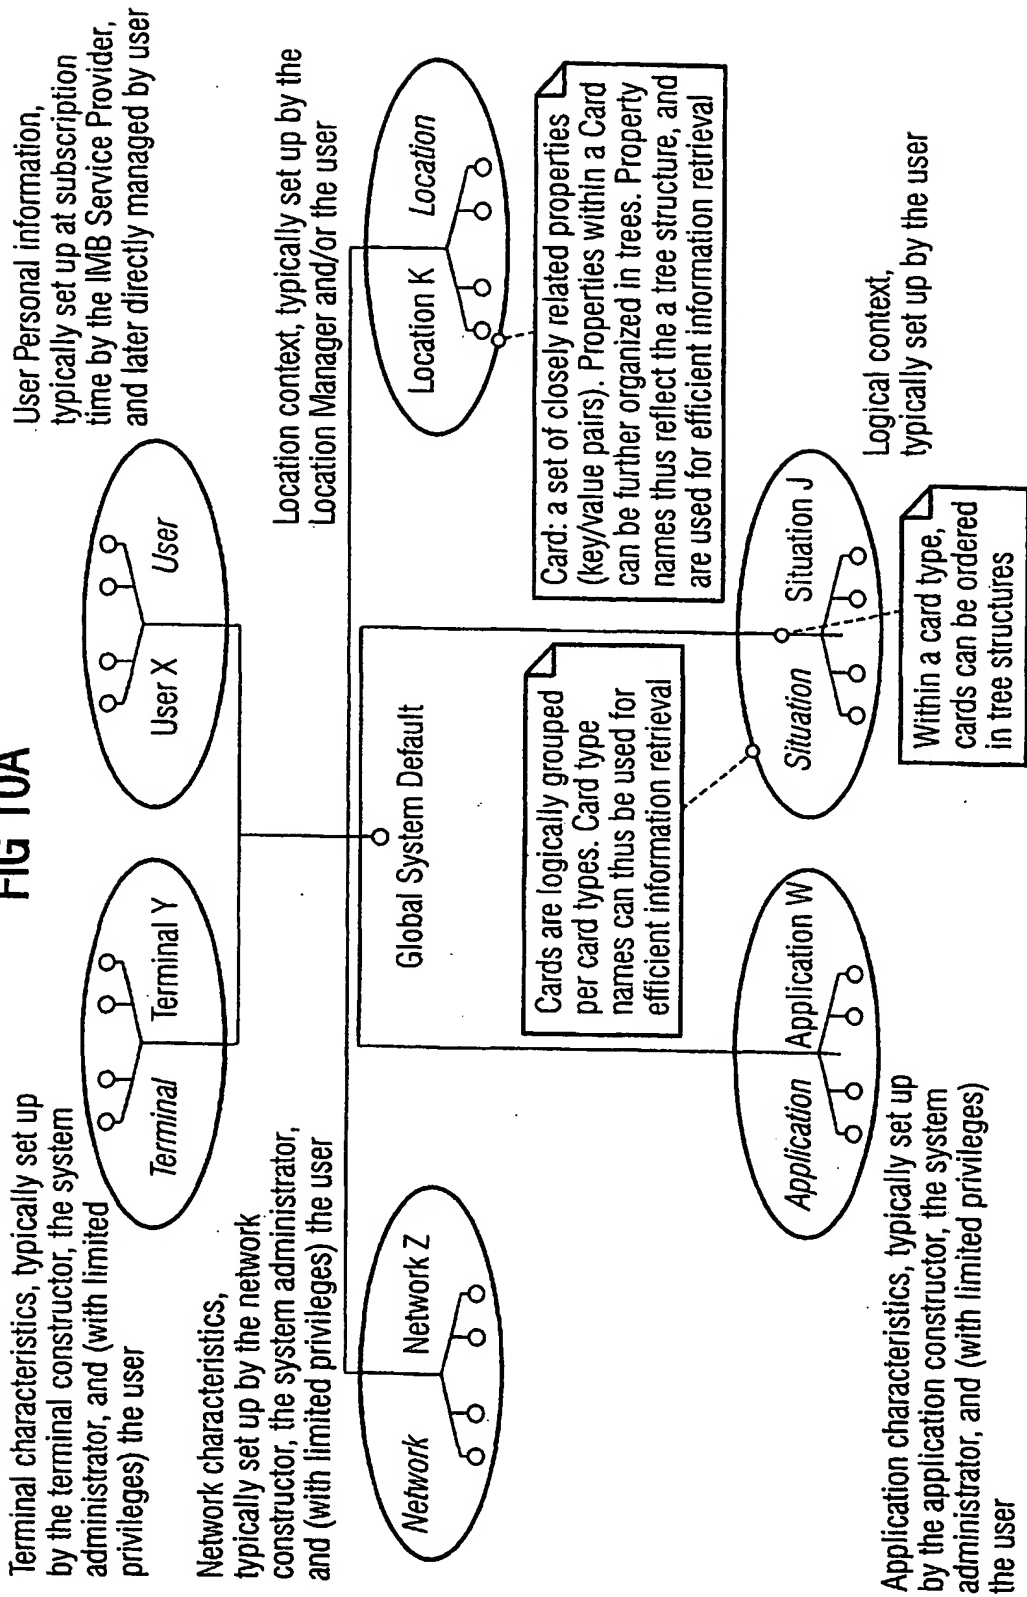 FIG 10A
Terminal characteristics, typically set up
by the terminal constructor, the system
administrator, and (with limited
privileges) the user
Terminal
Terminal Y
User X
User
User Personal information,
typically set up at subscription
time by the IMB Service Provider,
and later directly managed by user
Network characteristics,
typically set up by the network
constructor, the system administrator,
and (with limited privileges) the user
Network
Network Z
Global System Default
Location context, typically set up by the
Location Manager and/or the user
Location K
Location
Cards are logically grouped
per card types. Card type
names can thus be used for
efficient information retrieval
Card: a set of closely related properties
(key/value pairs). Properties within a Card
can be further organized in trees. Property
names thus reflect the a tree structure, and
are used for efficient information retrieval
Application
Application W
Situation
Situation J
Application characteristics, typically set up
by the application constructor, the system
administrator, and (with limited privileges)
the user
Logical context,
typically set up by the user
Within a card type,
cards can be ordered
in tree structures